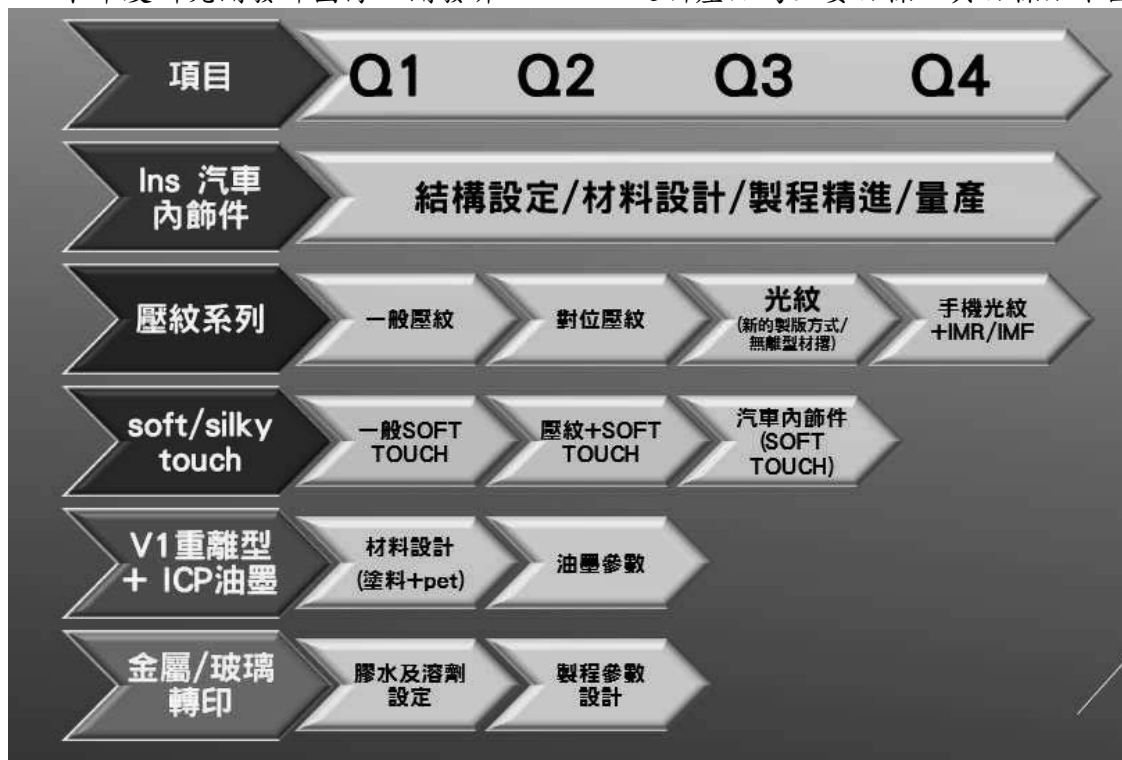 項目
Q1 Q2 Q3 Q4
Ins 汽車
內飾件
結構設定/材料設計/製程精進/量產
壓紋系列
一般壓紋
對位壓紋
光紋
(新的製版方式/
無離型材撂)
手機光紋
+IMR/IMF
soft/silky
touch
一般SOFT
TOUCH
壓紋+SOFT
TOUCH
汽車內飾件
(SOFT
TOUCH)
V1重離型
+ ICP油墨
材料設計
(塗料+pet)
油墨參數
金屬/玻璃
轉印
膠水及溶劑
設定
製程參數
設計